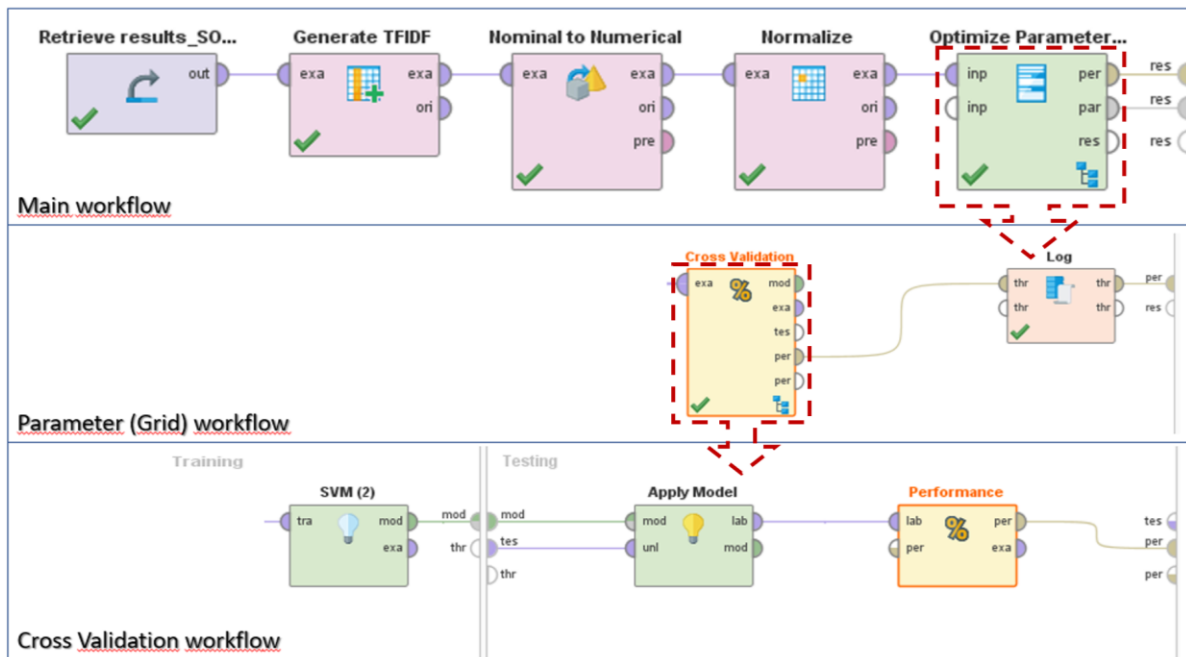 Retrieve results_SO... Generate TFIDF Nominal to Numerical Normalize Optimize Parameter...
out exa exa exa exa exa exa inp per res
ori ori ori inp par res
pre pre res res
Main workflow
Cross Validation Log
exa mod thr thr per
exa thr thr res
tes
per
per
Parameter (Grid) workflow
Training Testing
SVM (2) Apply Model Performance
tra mod mod mod mod lab lab per tes
exa thr tes unl mod per exa per
thr per
Cross Validation workflow